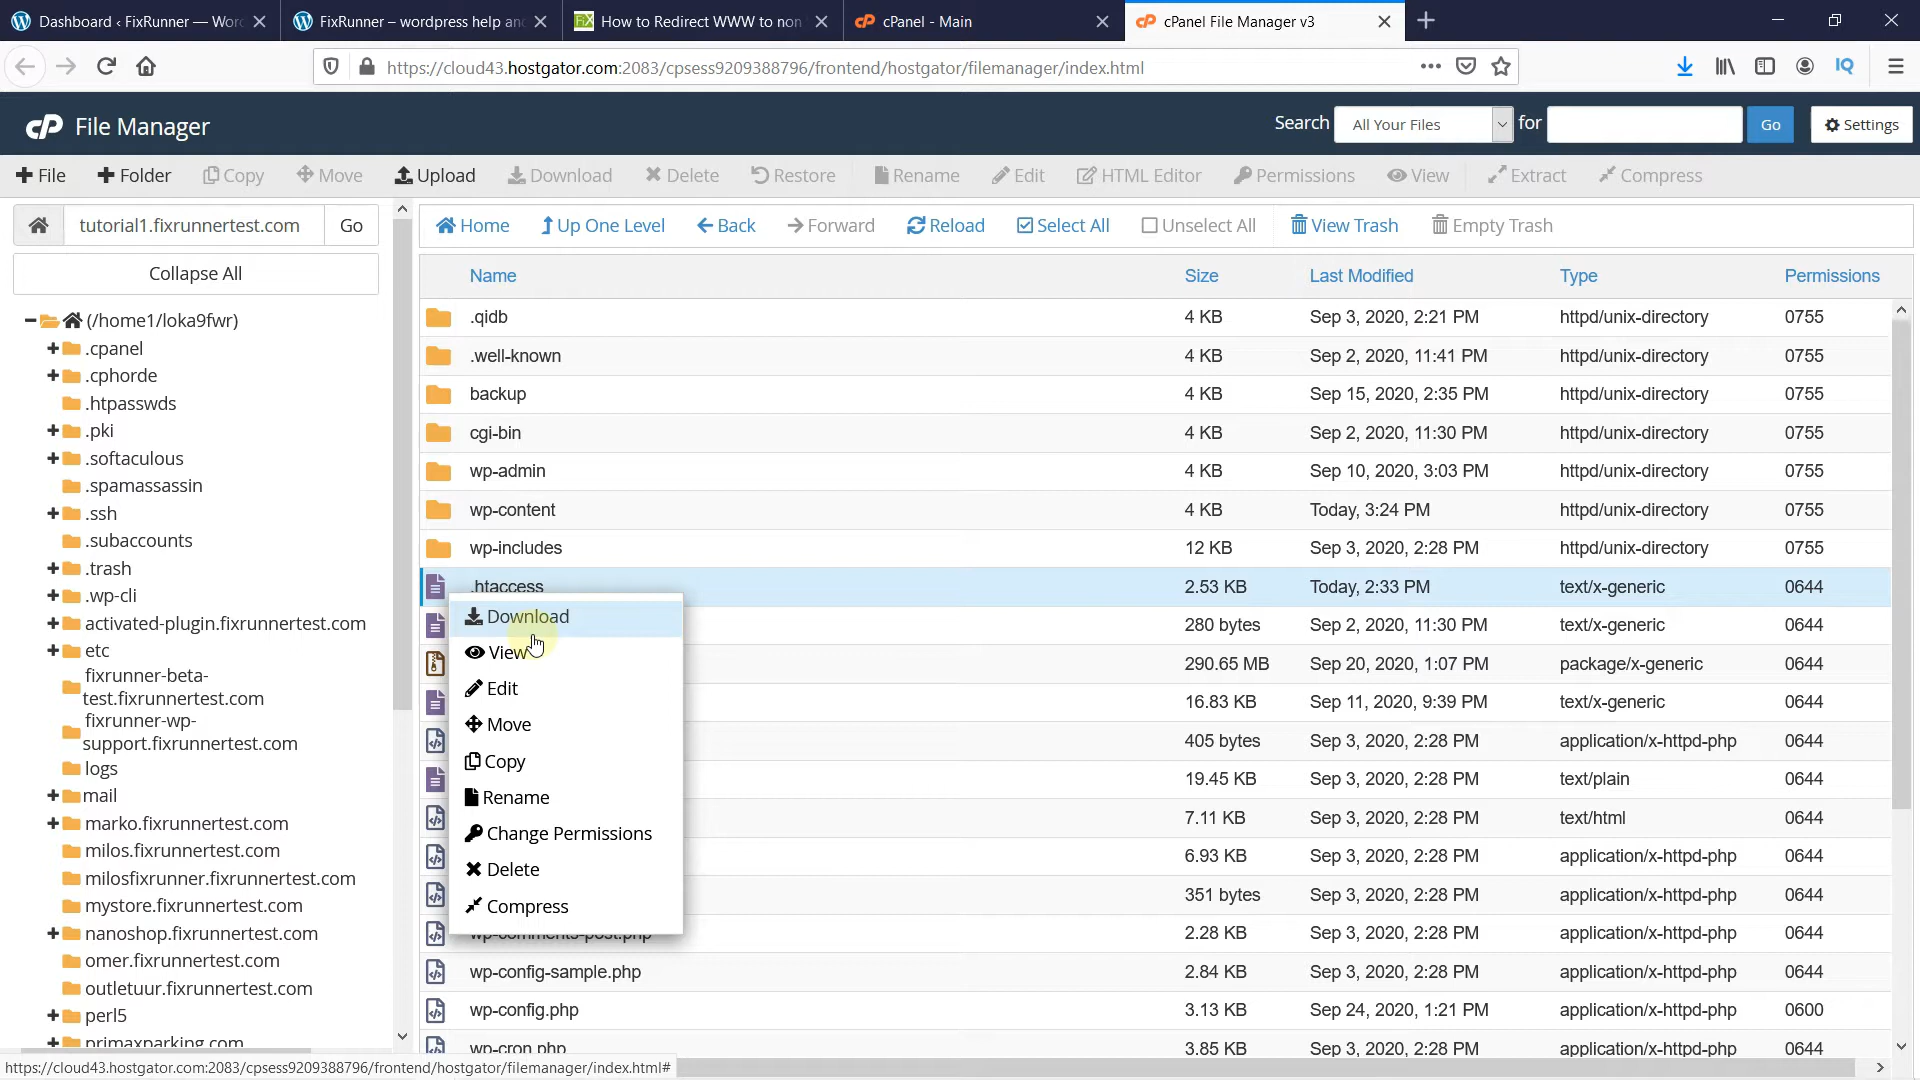 Dashboard ‹ FixRunner — Wor
FixRunner – wordpress help an
How to Redirect WWW to non
cPanel - Main
cPanel File Manager v3
https://cloud43.hostgator.com:2083/cpsess9209388796/frontend/hostgator/filemanager/index.html
IQ
cP File Manager
Search All Your Files for Go Settings
File Folder Copy Move Upload Download Delete Restore Rename Edit HTML Editor Permissions View Extract Compress
tutorial1.fixrunnertest.com Go
Home Up One Level Back Forward Reload Select All Unselect All View Trash Empty Trash
Collapse All
(/home1/loka9fwr)
.cpanel
.cphorde
.htpasswds
.pki
.softaculous
.spamassassin
.ssh
.subaccounts
.trash
.wp-cli
activated-plugin.fixrunnertest.com
etc
fixrunner-beta-
test.fixrunnertest.com
fixrunner-wp-
support.fixrunnertest.com
logs
mail
marko.fixrunnertest.com
milos.fixrunnertest.com
milosfixrunner.fixrunnertest.com
mystore.fixrunnertest.com
nanoshop.fixrunnertest.com
omer.fixrunnertest.com
outletuur.fixrunnertest.com
perl5
primaxparking.com
Name Size Last Modified Type Permissions
.qidb 4 KB Sep 3, 2020, 2:21 PM httpd/unix-directory 0755
.well-known 4 KB Sep 2, 2020, 11:41 PM httpd/unix-directory 0755
backup 4 KB Sep 15, 2020, 2:35 PM httpd/unix-directory 0755
cgi-bin 4 KB Sep 2, 2020, 11:30 PM httpd/unix-directory 0755
wp-admin 4 KB Sep 10, 2020, 3:03 PM httpd/unix-directory 0755
wp-content 4 KB Today, 3:24 PM httpd/unix-directory 0755
wp-includes 12 KB Sep 3, 2020, 2:28 PM httpd/unix-directory 0755
.htaccess 2.53 KB Today, 2:33 PM text/x-generic 0644
280 bytes Sep 2, 2020, 11:30 PM text/x-generic 0644
290.65 MB Sep 20, 2020, 1:07 PM package/x-generic 0644
16.83 KB Sep 11, 2020, 9:39 PM text/x-generic 0644
405 bytes Sep 3, 2020, 2:28 PM application/x-httpd-php 0644
19.45 KB Sep 3, 2020, 2:28 PM text/plain 0644
7.11 KB Sep 3, 2020, 2:28 PM text/html 0644
6.93 KB Sep 3, 2020, 2:28 PM application/x-httpd-php 0644
351 bytes Sep 3, 2020, 2:28 PM application/x-httpd-php 0644
wp-comments-post.php 2.28 KB Sep 3, 2020, 2:28 PM application/x-httpd-php 0644
wp-config-sample.php 2.84 KB Sep 3, 2020, 2:28 PM application/x-httpd-php 0644
wp-config.php 3.13 KB Sep 24, 2020, 1:21 PM application/x-httpd-php 0600
wp-cron.php 3.85 KB Sep 3, 2020, 2:28 PM application/x-httpd-php 0644
Download
View
Edit
Move
Copy
Rename
Change Permissions
Delete
Compress
https://cloud43.hostgator.com:2083/cpsess9209388796/frontend/hostgator/filemanager/index.html#